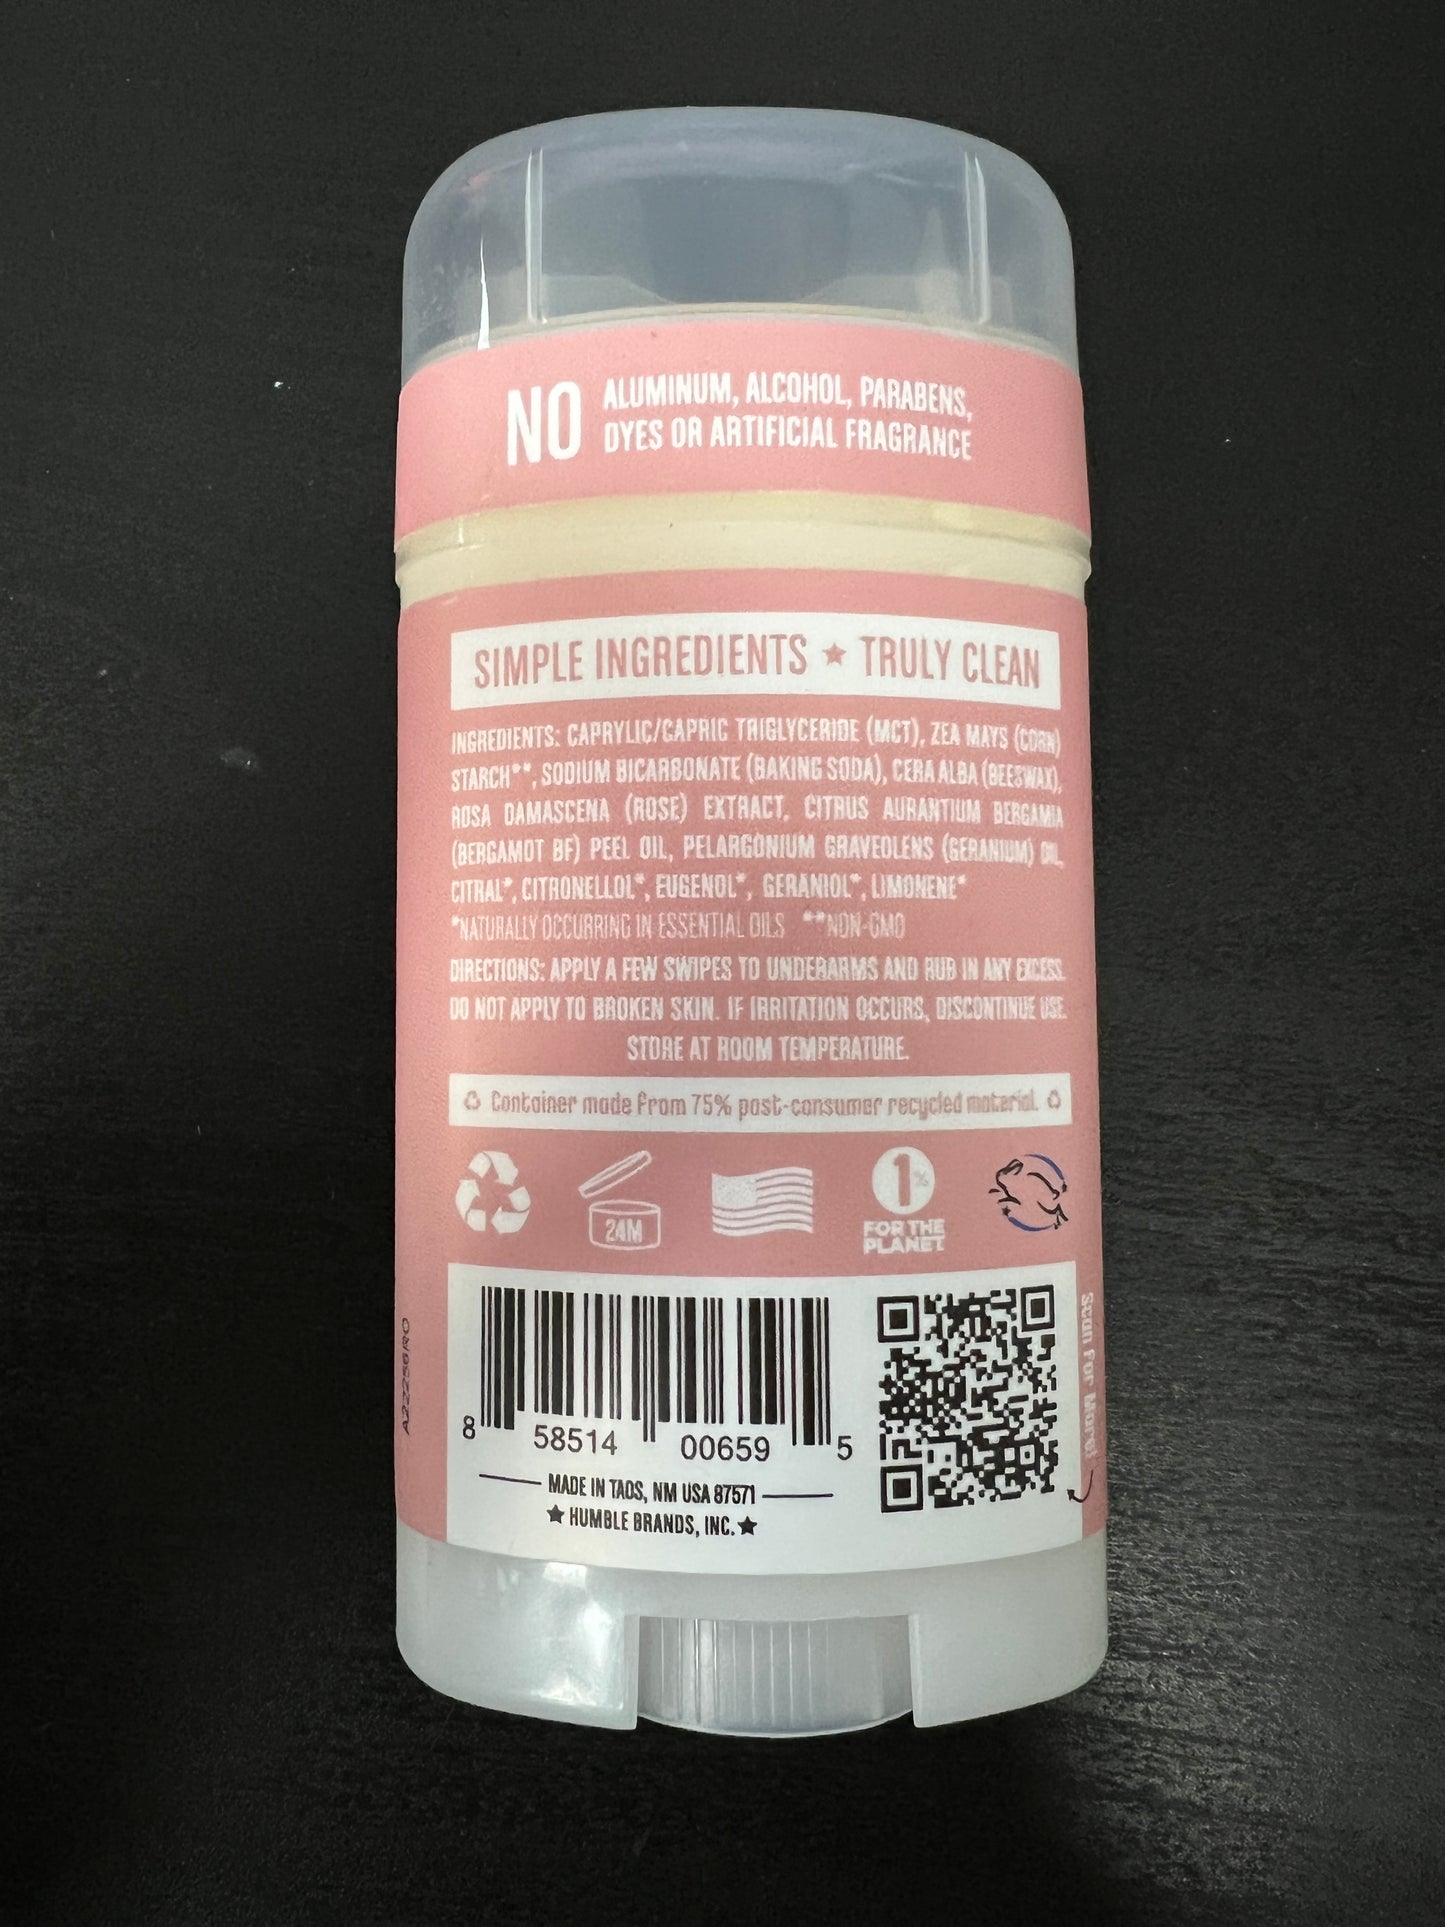 NO ALUMINUM, ALCOHOL, PARABENS,
DYES OR ARTIFICIAL FRAGRANCE
SIMPLE INGREDIENTS ★ TRULY CLEAN
INGREDIENTS: CAPRYLIC/CAPRIC TRIGLYCERIDE (MCT), ZEA MAYS (CORN)
STARCH**, SODIUM BICARBONATE (BAKING SODA), CERA ALBA (BEESWAX),
ROSA DAMASCENA (ROSE) EXTRACT, CITRUS AURANTIUM BERGAMIA
(BERGAMOT BF) PEEL OIL, PELARGONIUM GRAVEOLENS (GERANIUM) OIL,
CITRAL*, CITRONELLOL*, EUGENOL*, GERANIOL*, LIMONENE*
*NATURALLY OCCURRING IN ESSENTIAL OILS **NON-GMO
DIRECTIONS: APPLY A FEW SWIPES TO UNDERARMS AND RUB IN ANY EXCESS.
DO NOT APPLY TO BROKEN SKIN. IF IRRITATION OCCURS, DISCONTINUE USE.
STORE AT ROOM TEMPERATURE.
Container made from 75% post-consumer recycled material.
24M
1%
FOR THE
PLANET
A22256RO
8 58514 00659 5
Scan For More!
MADE IN TAOS, NM USA 87571
★ HUMBLE BRANDS, INC. ★